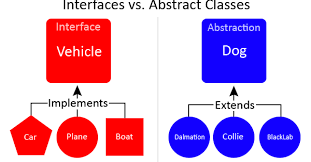 Interfaces vs. Abstract Classes
Interface
Vehicle
Abstraction
Dog
Implements
Extends
Car
Plane
Boat
Dalmation
Collie
BlackLab